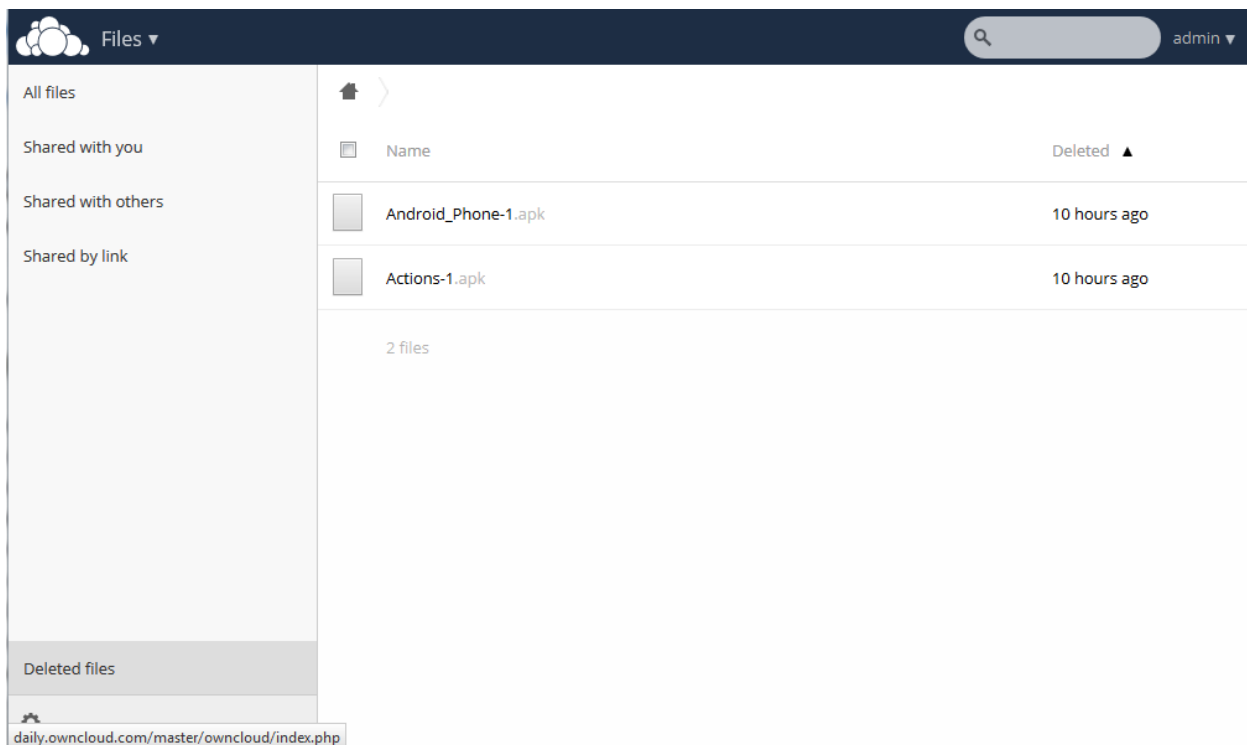 Files ▾ admin ▾
All files
Shared with you
Shared with others
Shared by link
Name Deleted ▲
Android_Phone-1.apk 10 hours ago
Actions-1.apk 10 hours ago
2 files
Deleted files
daily.owncloud.com/master/owncloud/index.php